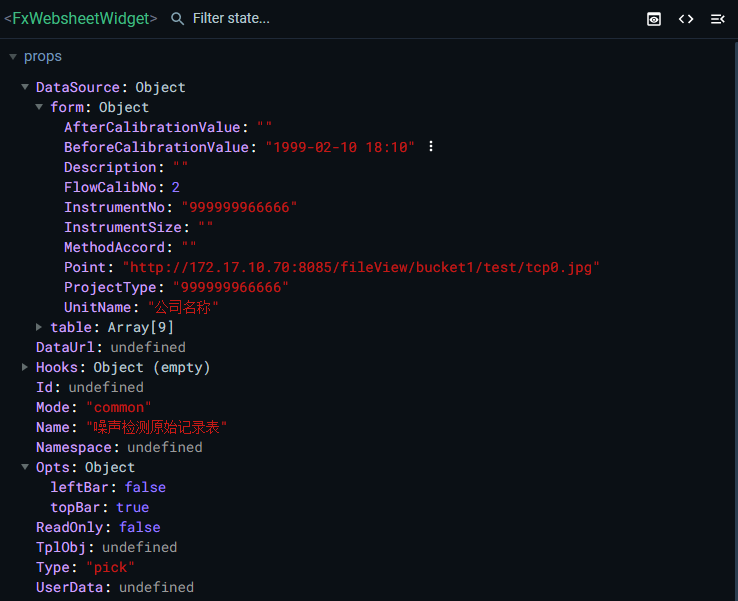 <FxWebsheetWidget> Filter state...
props
DataSource: Object
form: Object
AfterCalibrationValue: ""
BeforeCalibrationValue: "1999-02-10 18:10"
Description: ""
FlowCalibNo: 2
InstrumentNo: "999999966666"
InstrumentSize: ""
MethodAccord: ""
Point: "http://172.17.10.70:8085/fileView/bucket1/test/tcp0.jpg"
ProjectType: "999999966666"
UnitName: "公司名称"
table: Array[9]
DataUrl: undefined
Hooks: Object (empty)
Id: undefined
Mode: "common"
Name: "噪声检测原始记录表"
Namespace: undefined
Opts: Object
leftBar: false
topBar: true
ReadOnly: false
TplObj: undefined
Type: "pick"
UserData: undefined